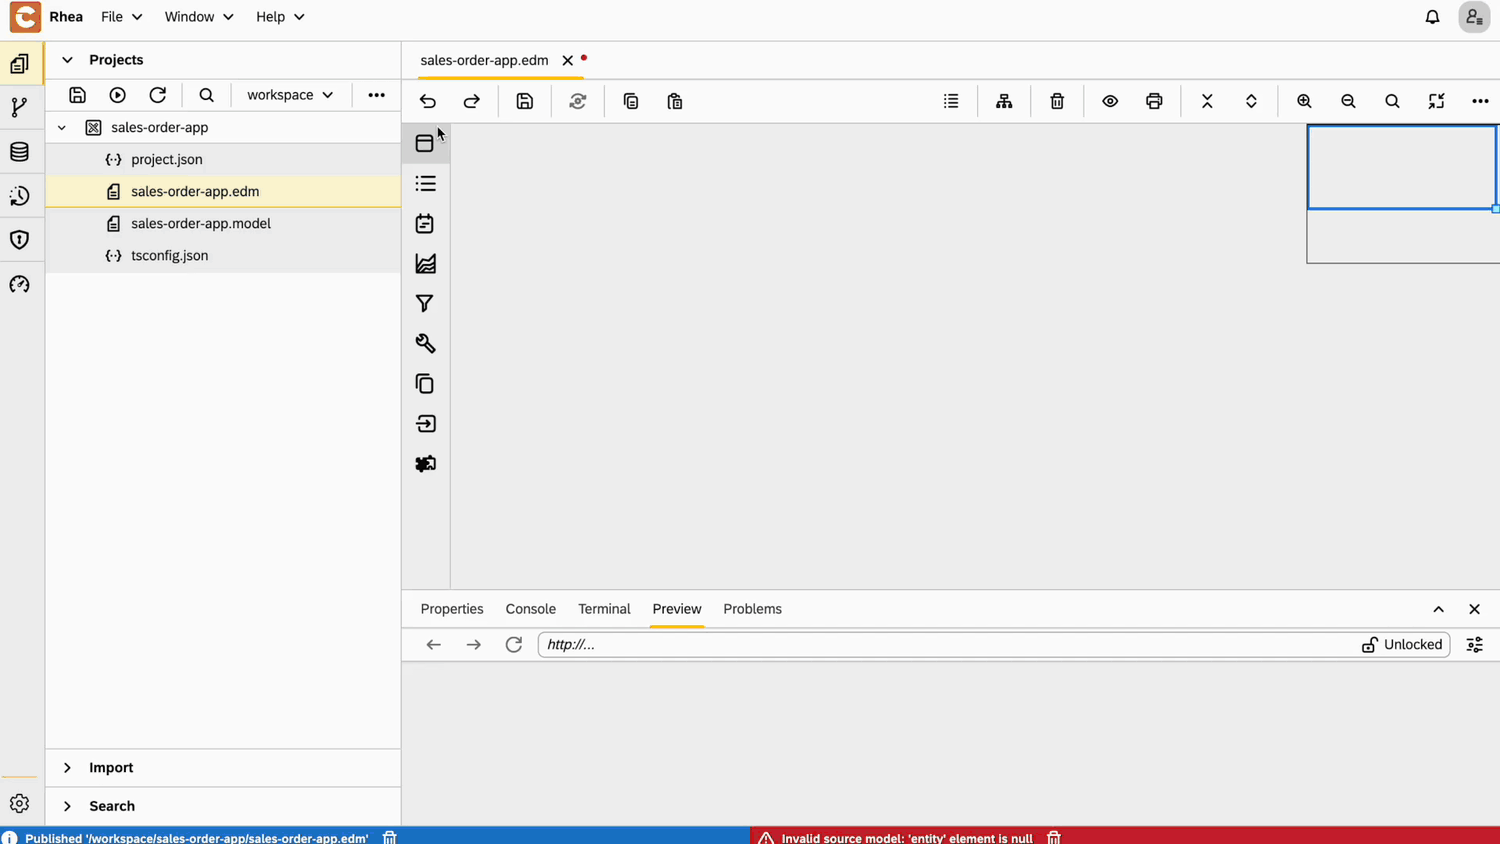 Rhea File Window Help
Projects
sales-order-app.edm
workspace
sales-order-app
project.json
sales-order-app.edm
sales-order-app.model
tsconfig.json
Properties Console Terminal Preview Problems
http://...
Unlocked
Import
Search
Published '/workspace/sales-order-app/sales-order-app.edm'
Invalid source model: 'entity' element is null